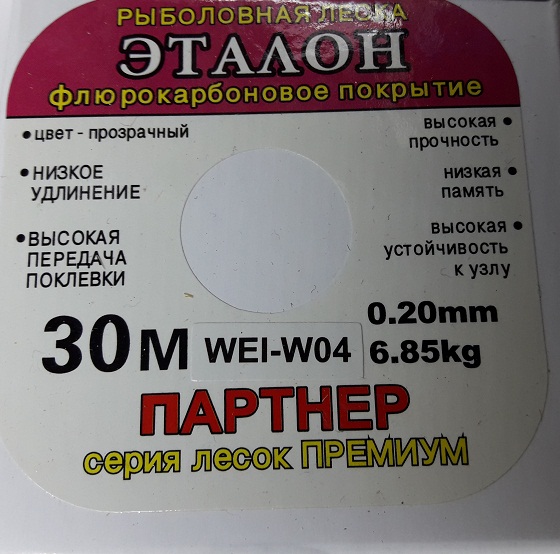 РЫБОЛОВНАЯ ЛЕСКА
ЭТАЛОН
флюрокарбоновое покрытие
• цвет - прозрачный
• НИЗКОЕ
УДЛИНЕНИЕ
• ВЫСОКАЯ
ПЕРЕДАЧА
ПОКЛЕВКИ
высокая •
прочность
низкая •
память
высокая •
устойчивость
к узлу
30м
WEI-W04
0.20mm
6.85kg
ПАРТНЕР
серия лесок ПРЕМИУМ